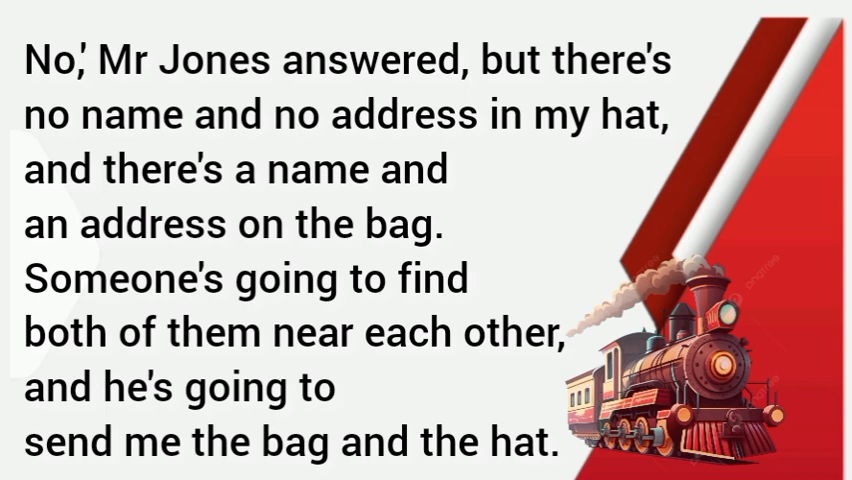 No,' Mr Jones answered, but there's
no name and no address in my hat,
and there's a name and
an address on the bag.
Someone's going to find
both of them near each other,
and he's going to
send me the bag and the hat.